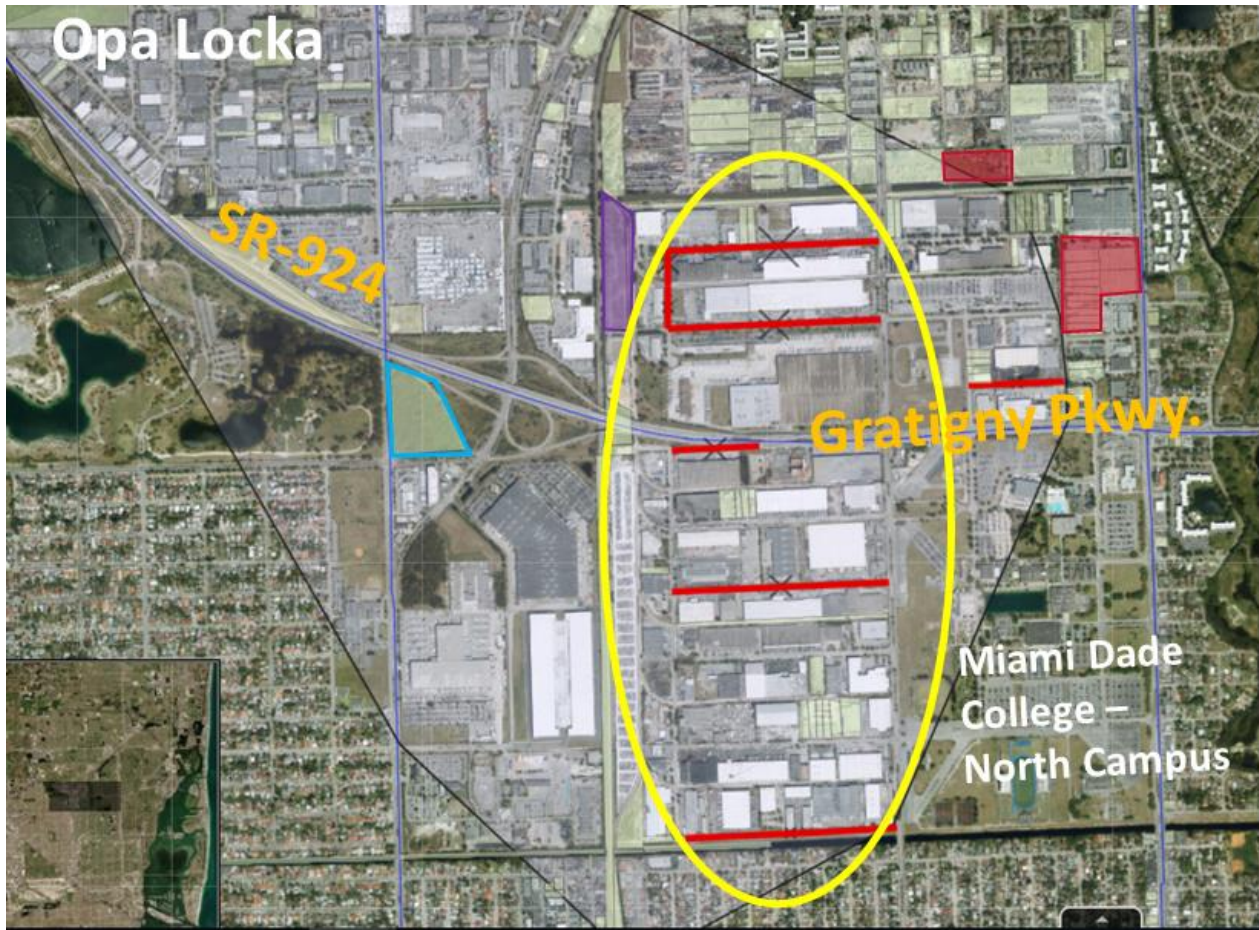 Opa Locka
SR-924
Gratigny Pkwy.
Miami Dade
College –
North Campus